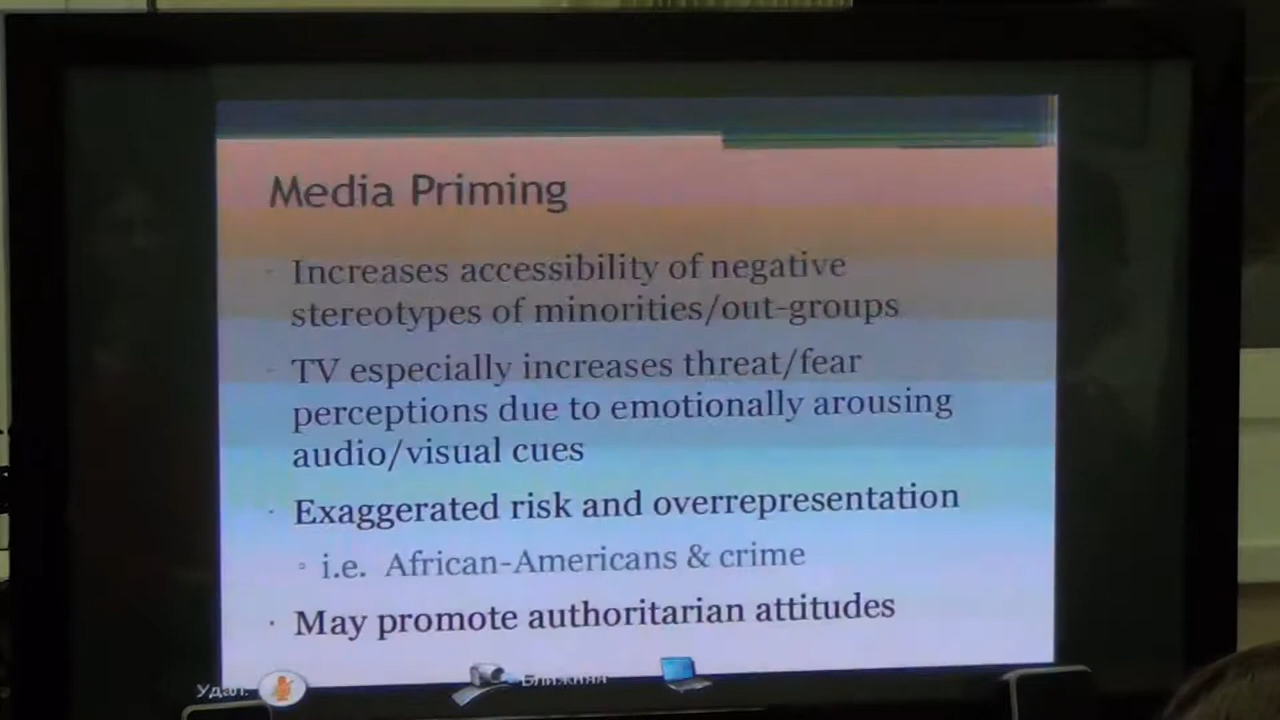 Media Priming
Increases accessibility of negative
stereotypes of minorities/out-groups
TV especially increases threat/fear
perceptions due to emotionally arousing
audio/visual cues
Exaggerated risk and overrepresentation
i.e. African-Americans & crime
May promote authoritarian attitudes